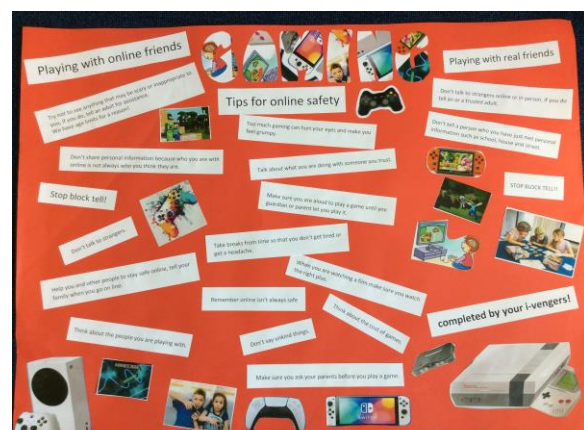 GAMING
Playing with online friends
Playing with real friends
Tips for online safety
Try not to see anything that may be scary or inappropriate to
you, if you do, tell an adult for assistance.
We have age limits for a reason!
Too much gaming can hurt your eyes and make you
feel grumpy.
Don't talk to strangers online or in person, if you do
tell an or a trusted adult.
Don't tell a person who you have just met personal
information such as school, house and street
Don't share personal information because who you are with
online is not always who you think they are.
Talk about what you are doing with someone you trust.
STOP BLOCK TELL!!
Stop block tell!
Make sure you are aloud to play a game until you
guardian or parent let you play it.
Don't talk to strangers.
Take breaks from time so that you don't get tired or
get a headache.
Help you and other people to stay safe online, tell your
family when you go on line.
When you are watching a film make sure you watch
the right plot.
Remember online isn't always safe
Think about the cost of games.
completed by your i-vengers!
Think about the people you are playing with.
Don't say unkind things.
MINECRAFT
Make sure you ask your parents before you play a game
SWITCH